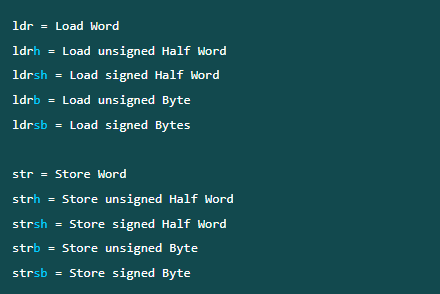 ldr = Load Word
ldrh = Load unsigned Half Word
ldrsh = Load signed Half Word
ldrb = Load unsigned Byte
ldrsb = Load signed Bytes
str = Store Word
strh = Store unsigned Half Word
strsh = Store signed Half Word
strb = Store unsigned Byte
strsb = Store signed Byte